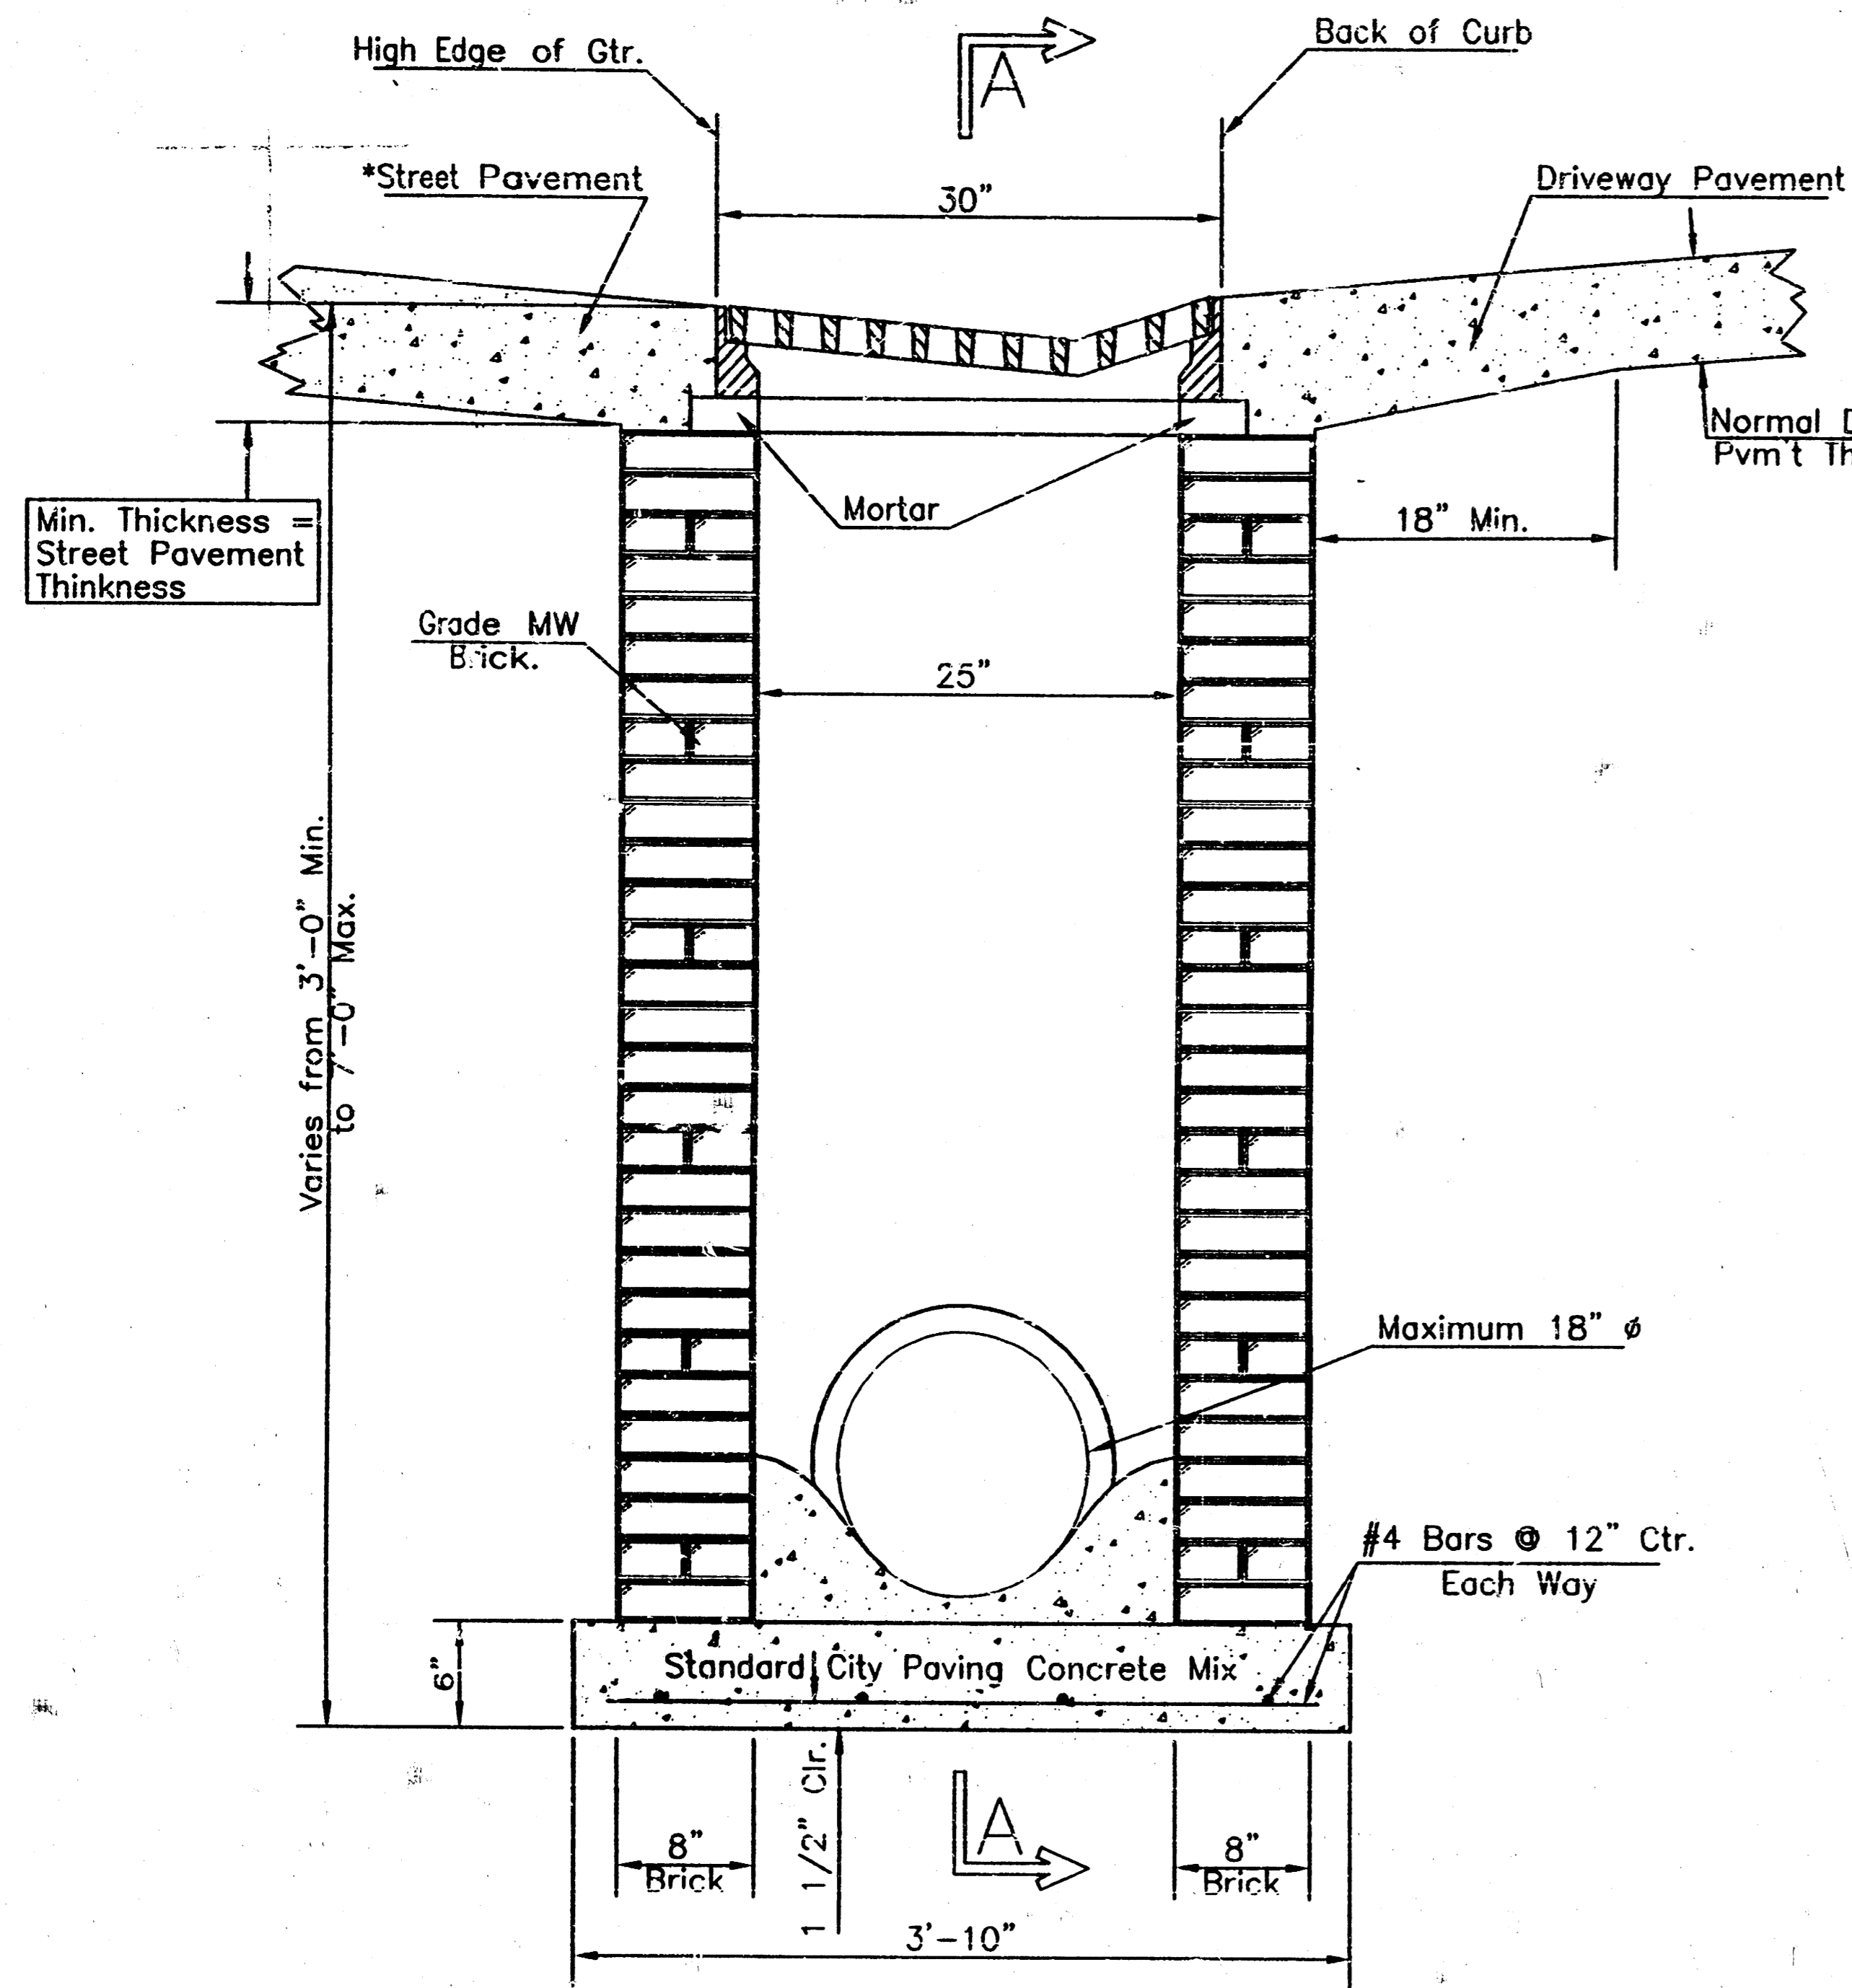 High Edge of Gtr.
A
Back of Curb
*Street Pavement
30"
Driveway Pavement
Normal
Pvm't
Mortar
18" Min.
Min. Thickness =
Street Pavement
Thinkness
Grade MW
Brick.
25"
Varies from 3'-0" Min.
to 7'-0" Max.
Maximum 18" ø
#4 Bars @ 12" Ctr.
Each Way
6"
Standard City Paving Concrete Mix
1 1/2" Clr.
A
8"
Brick
8"
Brick
3'-10"